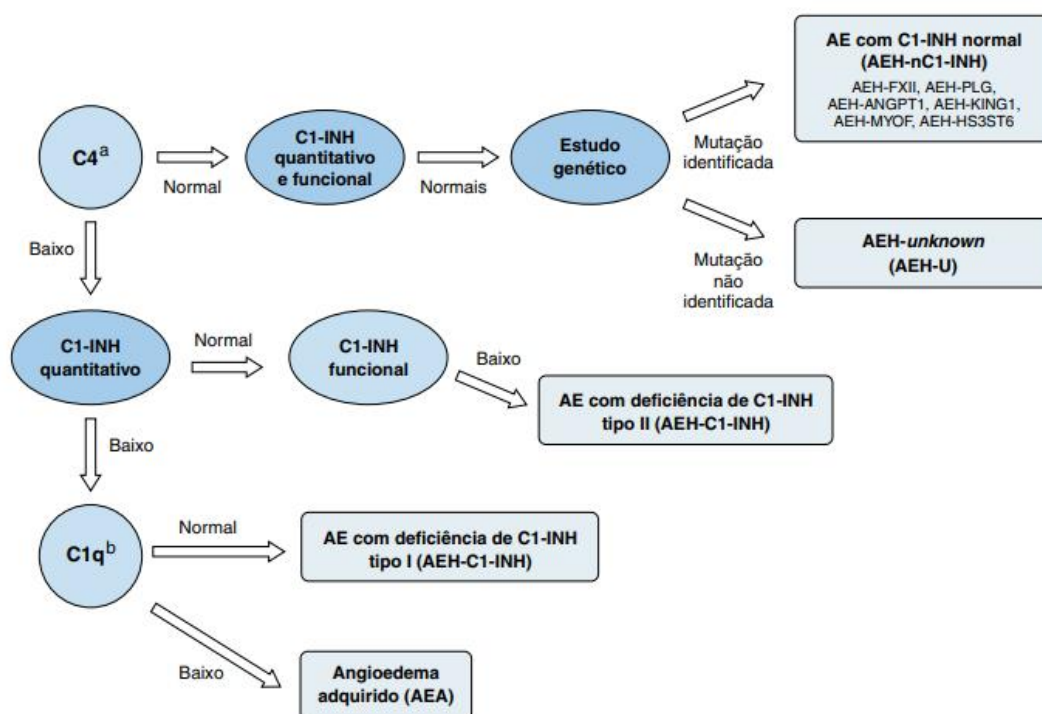 AE com C1-INH normal
(AEH-nC1-INH)
AEH-FXII, AEH-PLG,
AEH-ANGPT1, AEH-KING1,
AEH-MYOF, AEH-HS3ST6
C4a
Normal
C1-INH
quantitativo
e funcional
Normais
Estudo
genético
Mutação
identificada
Mutação
não
identificada
AEH-unknown
(AEH-U)
Baixo
C1-INH
quantitativo
Normal
C1-INH
funcional
Baixo
AE com deficiência de C1-INH
tipo II (AEH-C1-INH)
Baixo
C1qb
Normal
AE com deficiência de C1-INH
tipo I (AEH-C1-INH)
Baixo
Angioedema
adquirido (AEA)